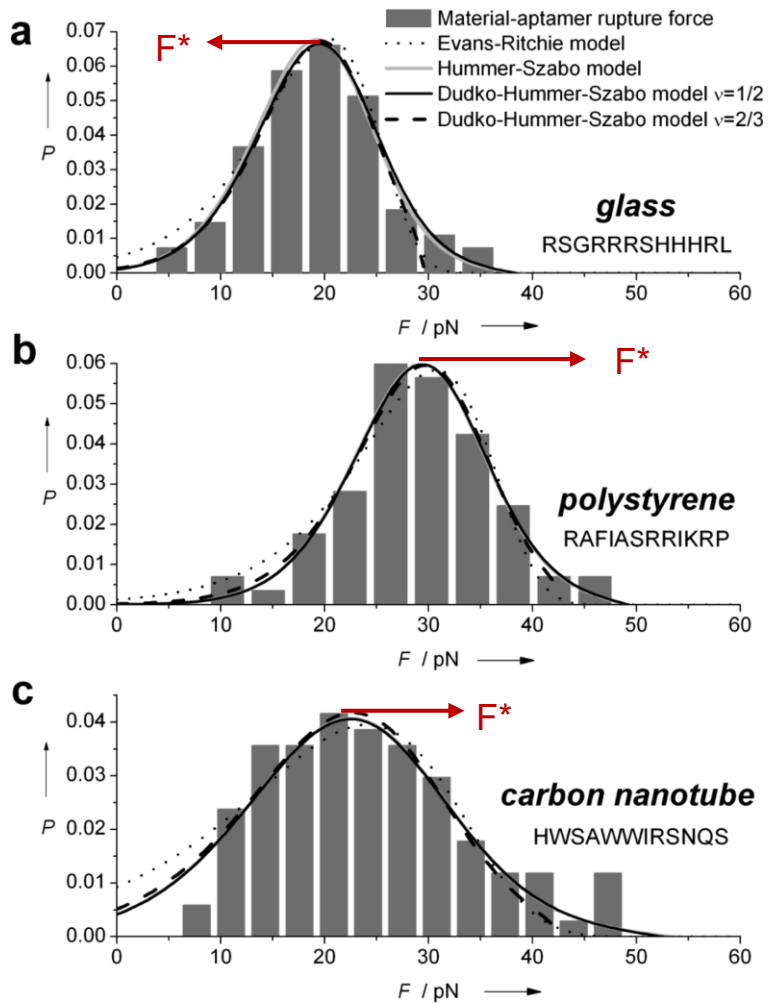 a
F*
Material-aptamer rupture force
Evans-Ritchie model
Hummer-Szabo model
Dudko-Hummer-Szabo model ν=1/2
Dudko-Hummer-Szabo model ν=2/3
0.07
0.06
0.05
0.04
0.03
0.02
0.01
0.00
P
glass
RSGRRRSHHHRL
0 10 20 30 40 50 60
F / pN
b
F*
0.06
0.05
0.04
0.03
0.02
0.01
0.00
P
polystyrene
RAFIASRRIKRP
0 10 20 30 40 50 60
F / pN
c
F*
0.04
0.03
0.02
0.01
0.00
P
carbon nanotube
HWSAWWIRSNQS
0 10 20 30 40 50 60
F / pN